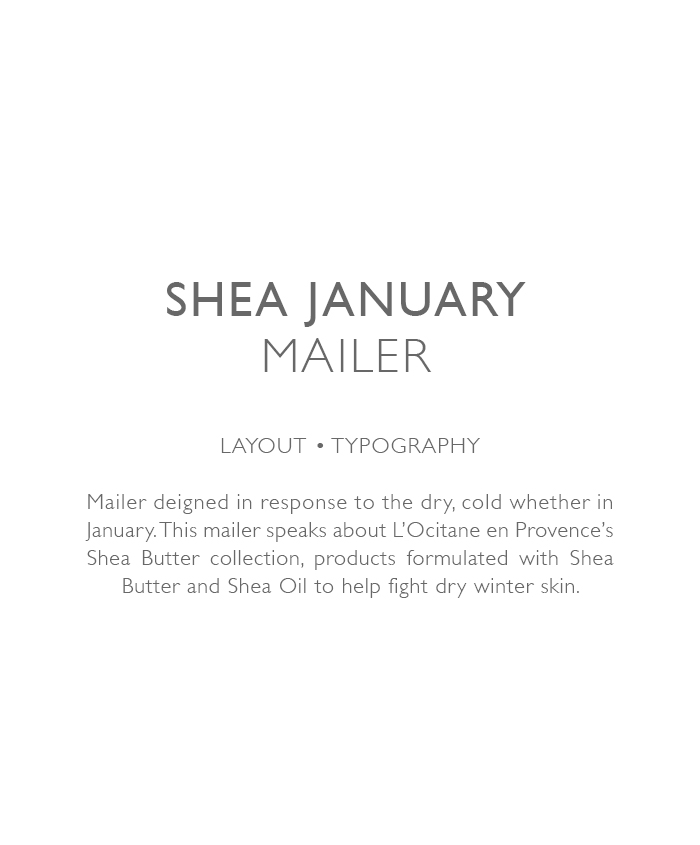 SHEA JANUARY
MAILER
LAYOUT • TYPOGRAPHY
Mailer deigned in response to the dry, cold whether in
January. This mailer speaks about L’Ocitane en Provence’s
Shea Butter collection, products formulated with Shea
Butter and Shea Oil to help fight dry winter skin.